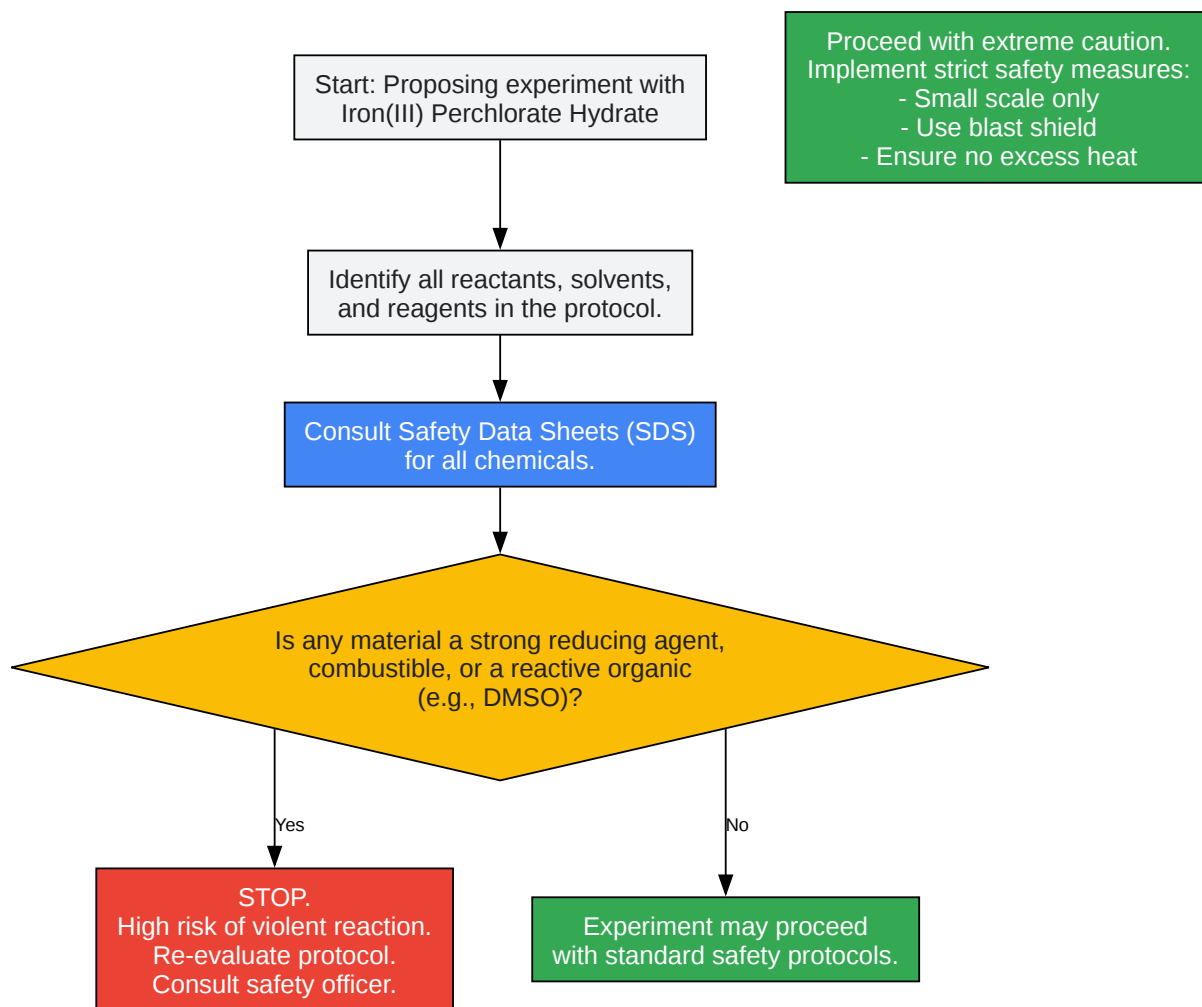 Start: Proposing experiment with
Iron(III) Perchlorate Hydrate
Proceed with extreme caution.
Implement strict safety measures:
- Small scale only
- Use blast shield
- Ensure no excess heat
Identify all reactants, solvents,
and reagents in the protocol.
Consult Safety Data Sheets (SDS)
for all chemicals.
Is any material a strong reducing agent,
combustible, or a reactive organic
(e.g., DMSO)?
Yes
No
STOP.
High risk of violent reaction.
Re-evaluate protocol.
Consult safety officer.
Experiment may proceed
with standard safety protocols.